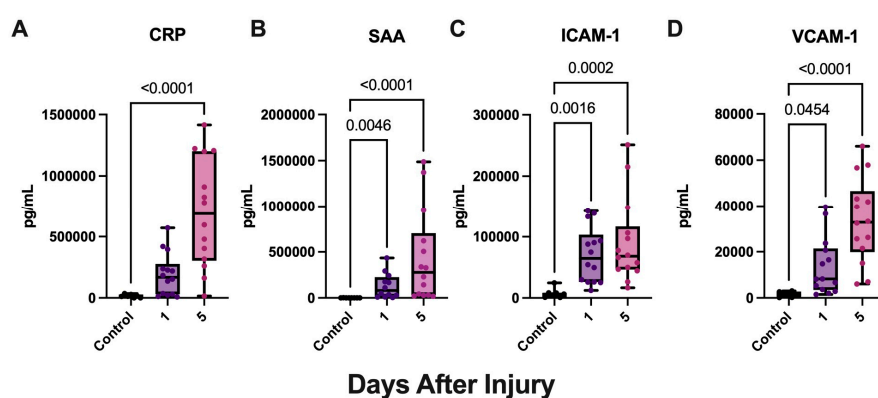 A
CRP
<0.0001
pg/mL
1500000
1000000
500000
0
Control
1
5
B
SAA
<0.0001
0.0046
pg/mL
2000000
1500000
1000000
500000
0
Control
1
5
C
ICAM-1
0.0002
0.0016
pg/mL
300000
200000
100000
0
Control
1
5
D
VCAM-1
<0.0001
0.0454
pg/mL
80000
60000
40000
20000
0
Control
1
5
Days After Injury